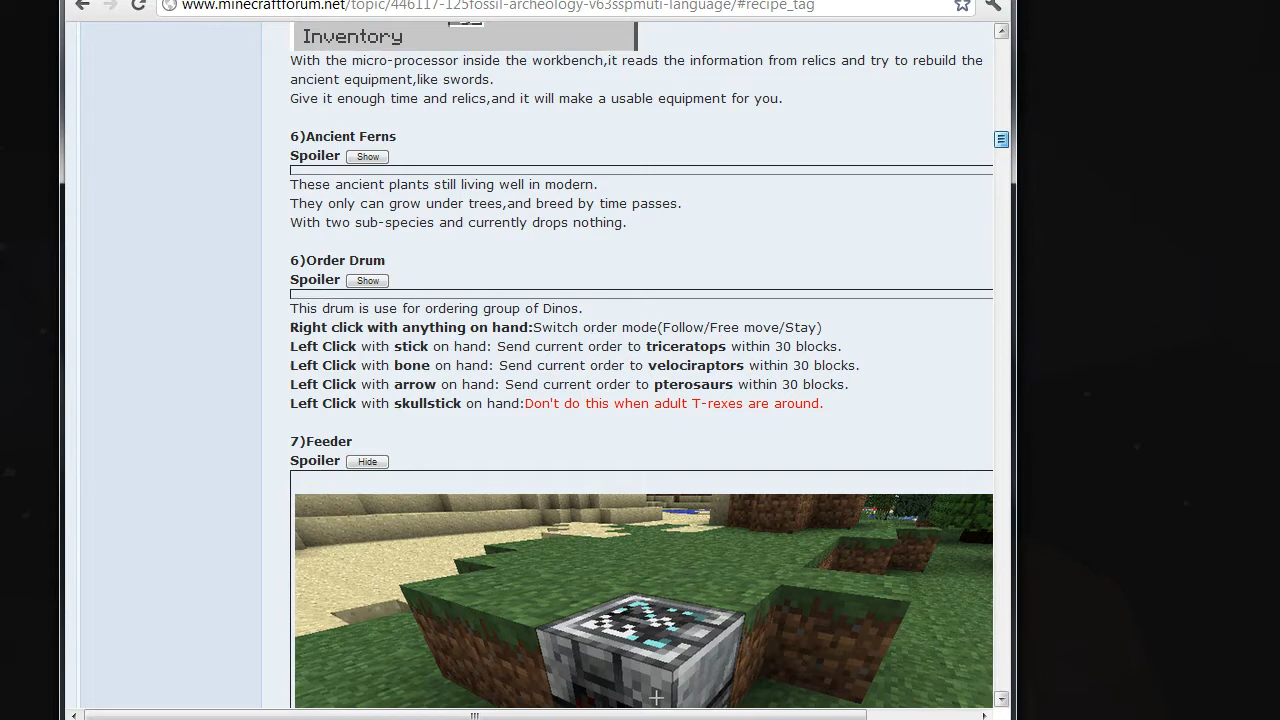 www.minecraftforum.net/topic/446117-125fossil-archeology-v63sspmuti-language/#recipe_tag
Inventory
With the micro-processor inside the workbench,it reads the information from relics and try to rebuild the
ancient equipment,like swords.
Give it enough time and relics,and it will make a usable equipment for you.
6)Ancient Ferns
Spoiler Show
These ancient plants still living well in modern.
They only can grow under trees,and breed by time passes.
With two sub-species and currently drops nothing.
6)Order Drum
Spoiler Show
This drum is use for ordering group of Dinos.
Right click with anything on hand:Switch order mode(Follow/Free move/Stay)
Left Click with stick on hand: Send current order to triceratops within 30 blocks.
Left Click with bone on hand: Send current order to velociraptors within 30 blocks.
Left Click with arrow on hand: Send current order to pterosaurs within 30 blocks.
Left Click with skullstick on hand:Don't do this when adult T-rexes are around.
7)Feeder
Spoiler Hide